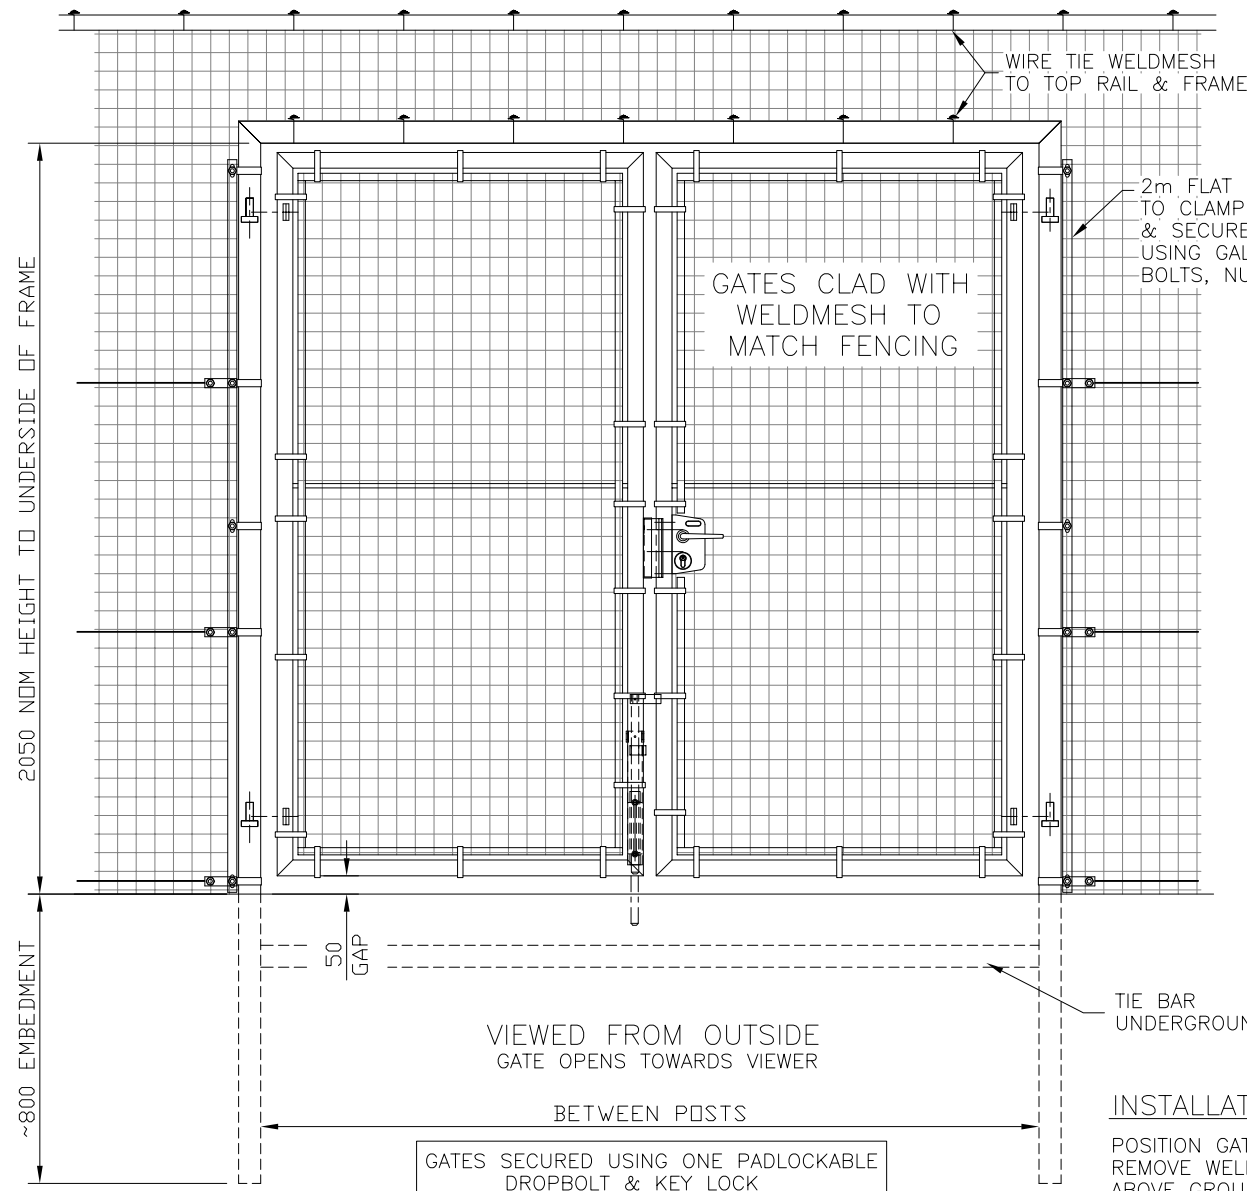 WIRE TIE WELDMESH
TO TOP RAIL & FRAME
2m FLAT
TO CLAMP
& SECURE
USING GAL
BOLTS, NU
GATES CLAD WITH
WELDMESH TO
MATCH FENCING
2050 NOM HEIGHT TO UNDERSIDE OF FRAME
50
GAP
~800 EMBEDMENT
TIE BAR
UNDERGROUN
VIEWED FROM OUTSIDE
GATE OPENS TOWARDS VIEWER
BETWEEN POSTS
GATES SECURED USING ONE PADLOCKABLE
DROPBOLT & KEY LOCK
INSTALLAT
POSITION GAT
REMOVE WEL
ABOVE GROU